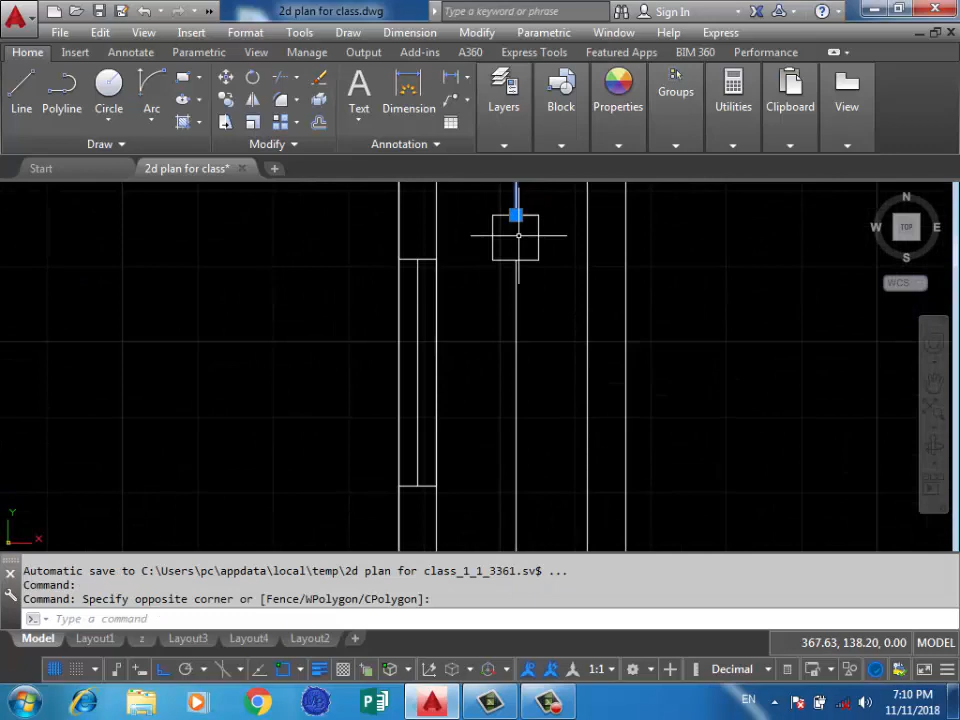 2d plan for class.dwg
Type a keyword or phrase
Sign In
File Edit View Insert Format Tools Draw Dimension Modify Parametric Window Help Express
Home Insert Annotate Parametric View Manage Output Add-ins A360 Express Tools Featured Apps BIM 360 Performance
Line Polyline Circle Arc Text Dimension Layers Block Properties Groups Utilities Clipboard View
Draw Modify Annotation
Start 2d plan for class*
N
W TOP E
S
WCS
Y
X
Automatic save to C:\Users\pc\appdata\local\temp\2d plan for class_1_1_3361.sv$ ...
Command:
Command: Specify opposite corner or [Fence/WPolygon/CPolygon]:
Type a command
Model Layout1 z Layout3 Layout4 Layout2
367.63, 138.20, 0.00 MODEL
1:1 Decimal
EN
7:10 PM
11/11/2018